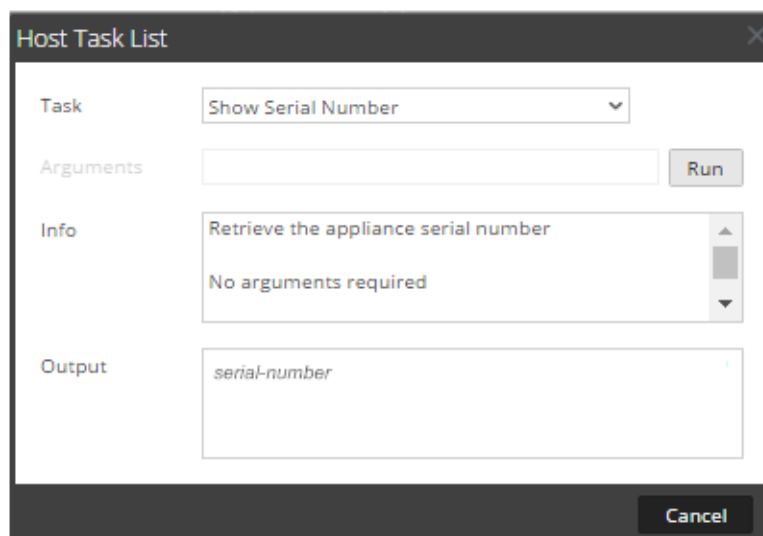 Host Task List
Task
Show Serial Number
Arguments
Run
Info
Retrieve the appliance serial number
No arguments required
Output
serial-number
Cancel